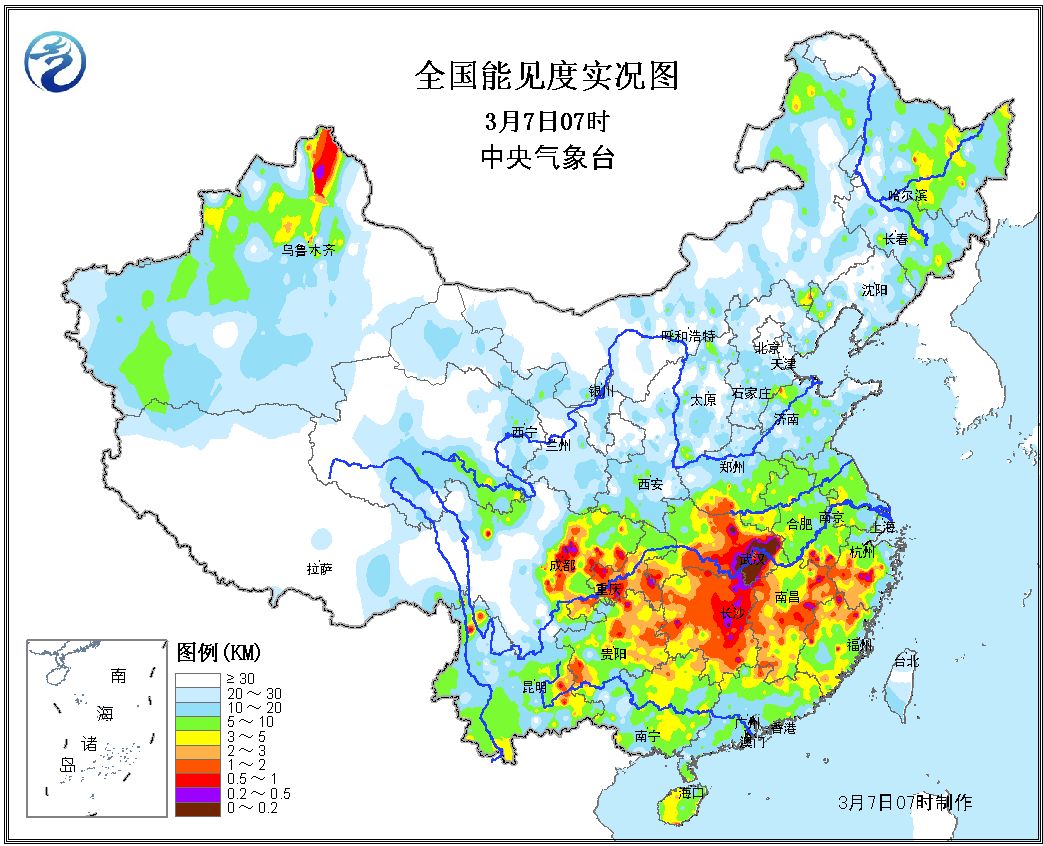 全国能见度实况图
3月7日07时
中央气象台
哈尔滨
长春
乌鲁木齐
沈阳
呼和浩特
北京
天津
银川
太原
石家庄
西宁
兰州
济南
郑州
西安
合肥
南京
上海
成都
武汉
杭州
拉萨
重庆
南昌
长沙
贵阳
福州
台北
昆明
广州
香港
南宁
澳门
海口
南
海
诸
岛
图例(KM)
≥30
20～30
10～20
5～10
3～5
2～3
1～2
0.5～1
0.2～0.5
0～0.2
3月7日07时制作